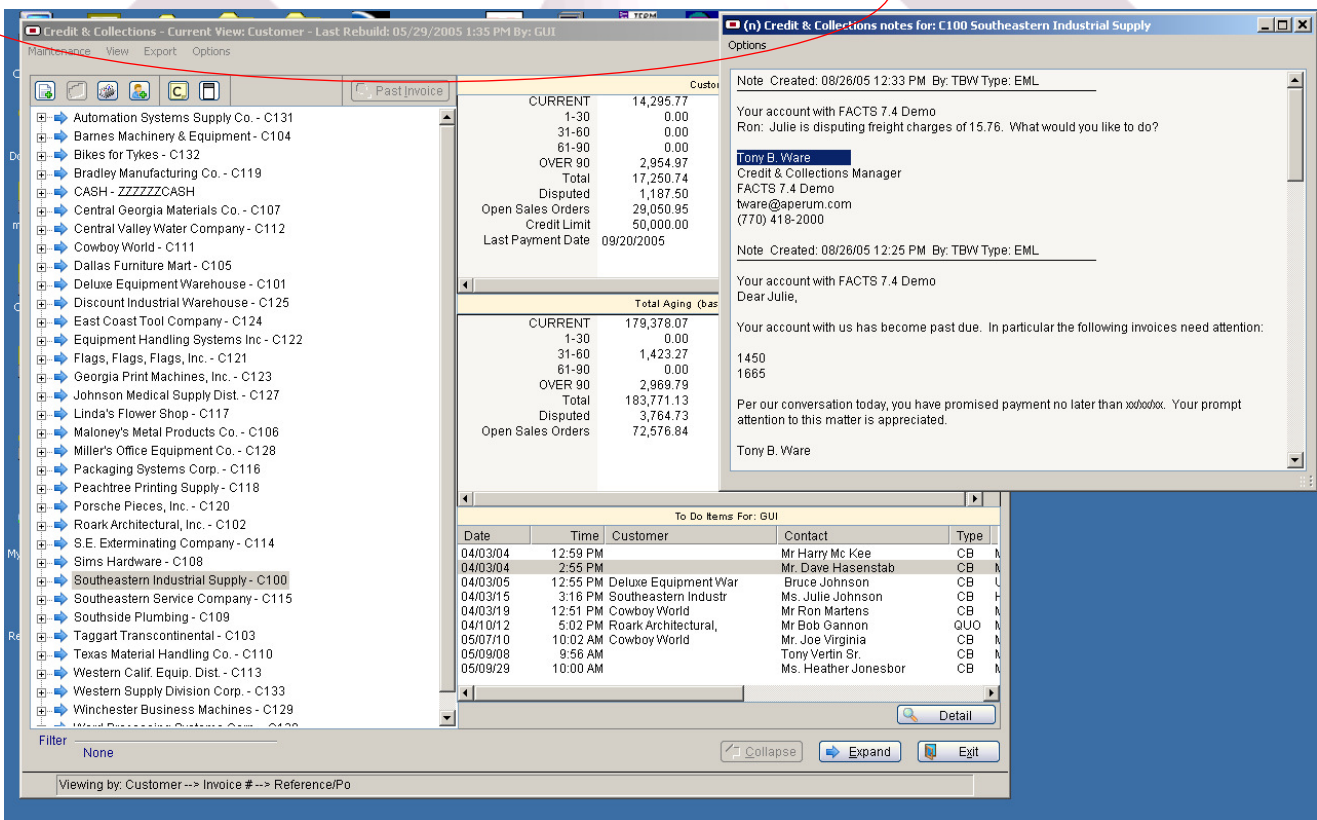 TERM
Credit & Collections - Current View: Customer - Last Rebuild: 05/29/2005 1:35 PM By: GUI
Maintenance View Export Options
Past Invoice
Automation Systems Supply Co. - C131
Barnes Machinery & Equipment - C104
Bikes for Tykes - C132
Bradley Manufacturing Co. - C119
CASH - ZZZZZZCASH
Central Georgia Materials Co. - C107
Central Valley Water Company - C112
Cowboy World - C111
Dallas Furniture Mart - C105
Deluxe Equipment Warehouse - C101
Discount Industrial Warehouse - C125
East Coast Tool Company - C124
Equipment Handling Systems Inc - C122
Flags, Flags, Flags, Inc. - C121
Georgia Print Machines, Inc. - C123
Johnson Medical Supply Dist. - C127
Linda's Flower Shop - C117
Maloney's Metal Products Co. - C106
Miller's Office Equipment Co. - C128
Packaging Systems Corp. - C116
Peachtree Printing Supply - C118
Porsche Pieces, Inc. - C120
Roark Architectural, Inc. - C102
S.E. Exterminating Company - C114
Sims Hardware - C108
Southeastern Industrial Supply - C100
Southeastern Service Company - C115
Southside Plumbing - C109
Taggart Transcontinental - C103
Texas Material Handling Co. - C110
Western Calif. Equip. Dist. - C113
Western Supply Division Corp. - C133
Winchester Business Machines - C129
Custo
CURRENT 14,295.77
1-30 0.00
31-60 0.00
61-90 0.00
OVER 90 2,954.97
Total 17,250.74
Disputed 1,187.50
Open Sales Orders 29,050.95
Credit Limit 50,000.00
Last Payment Date 09/20/2005
Total Aging (bas
CURRENT 179,378.07
1-30 0.00
31-60 1,423.27
61-90 0.00
OVER 90 2,969.79
Total 183,771.13
Disputed 3,764.73
Open Sales Orders 72,576.84
To Do Items For: GUI
Date Time Customer Contact Type
04/03/04 12:59 PM Mr Harry Mc Kee CB
04/03/04 2:55 PM Mr. Dave Hasenstab CB
04/03/05 12:55 PM Deluxe Equipment War Bruce Johnson CB
04/03/15 3:16 PM Southeastern Industr Ms. Julie Johnson CB
04/03/19 12:51 PM Cowboy World Mr Ron Martens CB
04/10/12 5:02 PM Roark Architectural, Mr Bob Gannon QUO
05/07/10 10:02 AM Cowboy World Mr. Joe Virginia CB
05/09/08 9:56 AM Tony Vertin Sr. CB
05/09/29 10:00 AM Ms. Heather Jonesbor CB
Detail
Filter
None
Collapse Expand Exit
Viewing by: Customer --> Invoice # --> Reference/Po
(n) Credit & Collections notes for: C100 Southeastern Industrial Supply
Options
Note Created: 08/26/05 12:33 PM By: TBW Type: EML
Your account with FACTS 7.4 Demo
Ron: Julie is disputing freight charges of 15.76. What would you like to do?
Tony B. Ware
Credit & Collections Manager
FACTS 7.4 Demo
tware@aperum.com
(770) 418-2000
Note Created: 08/26/05 12:25 PM By: TBW Type: EML
Your account with FACTS 7.4 Demo
Dear Julie,
Your account with us has become past due. In particular the following invoices need attention:
1450
1665
Per our conversation today, you have promised payment no later than xx/xx/xx. Your prompt
attention to this matter is appreciated.
Tony B. Ware